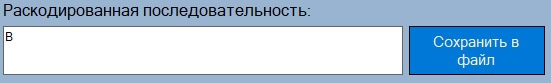 Раскодированная последовательность:
в
Сохранить в
файл